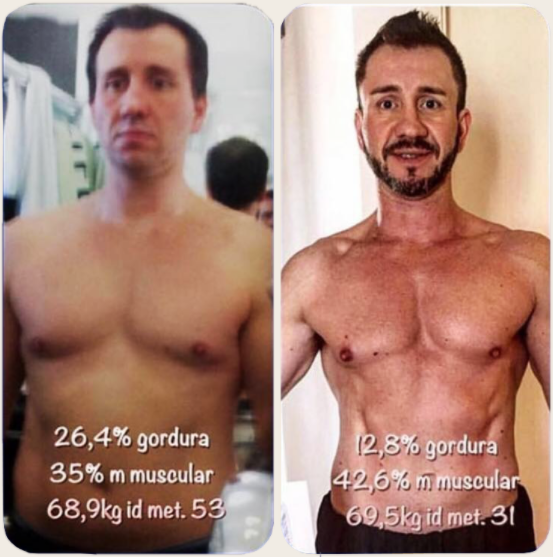 26,4% gordura
35% m muscular
68,9kg id met. 53
12,8% gordura
42,6% m muscular
69,5kg id met. 31